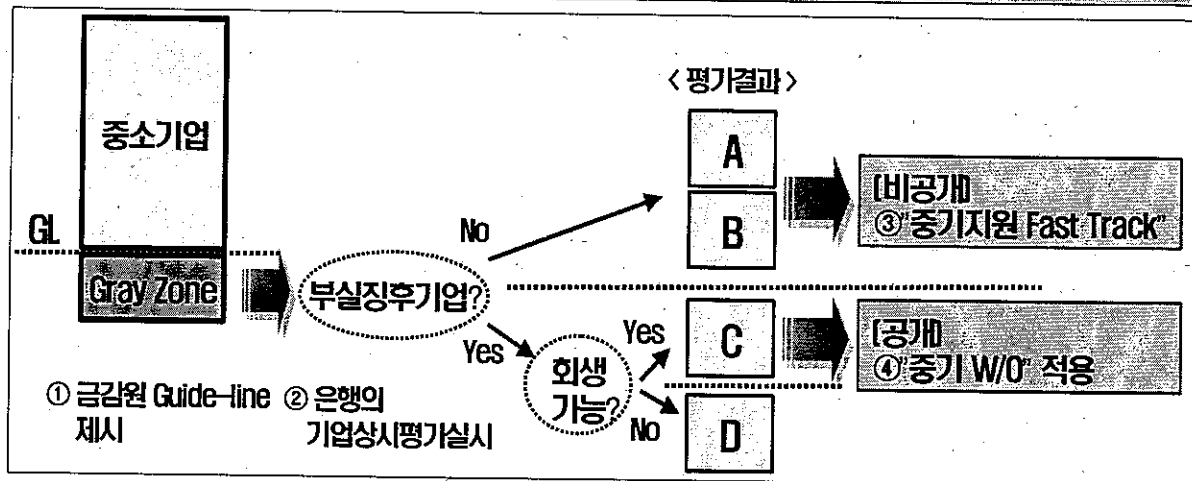 <평가결과>
중소기업
A
[비공개]
③"중기지원 Fast Track"
GL
No
B
Gray Zone
부실징후기업?
Yes
Yes
C
[공개]
④"중기 W/O" 적용
회생
가능?
No
D
① 금감원 Guide-line
제시
② 은행의
기업상시평가실시